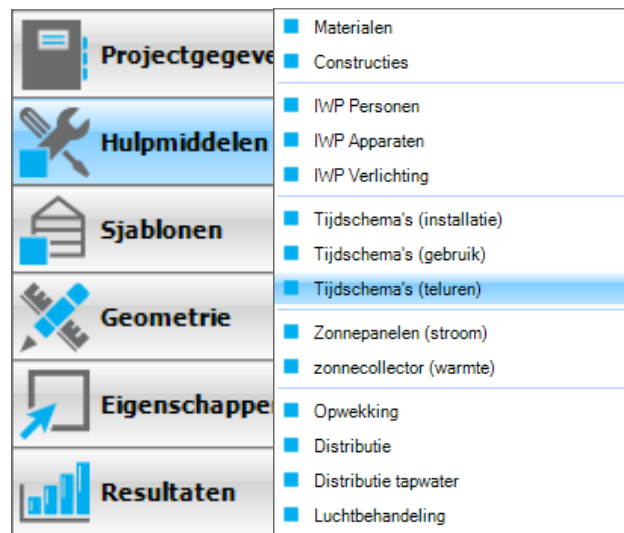 Projectgegeve
Hulpmiddelen
Sjablonen
Geometrie
Eigenschappe
Resultaten
Materialen
Constructies
IWP Personen
IWP Apparaten
IWP Verlichting
Tijdschema's (installatie)
Tijdschema's (gebruik)
Tijdschema's (teluren)
Zonnepanelen (stroom)
zonnecollector (warmte)
Opwekking
Distributie
Distributie tapwater
Luchtbehandeling